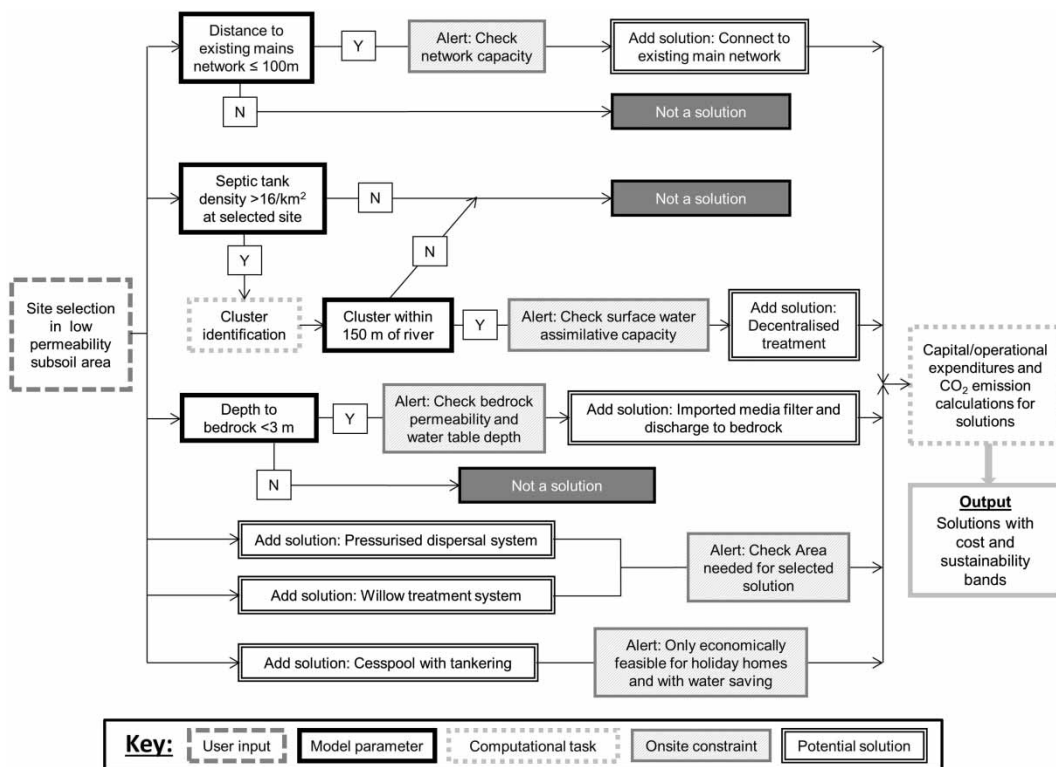 Distance to
existing mains
network ≤ 100m
Y
Alert: Check
network capacity
Add solution: Connect to
existing main network
N
Not a solution
Septic tank
density >16/km²
at selected site
N
Not a solution
Y
N
Site selection
in low
permeability
subsoil area
Cluster
identification
Cluster within
150 m of river
Y
Alert: Check surface water
assimilative capacity
Add solution:
Decentralised
treatment
Capital/operational
expenditures and
CO₂ emission
calculations for
solutions
Depth to
bedrock <3 m
Y
Alert: Check bedrock
permeability and
water table depth
Add solution: Imported media filter and
discharge to bedrock
N
Not a solution
Output
Solutions with
cost and
sustainability
bands
Add solution: Pressurised dispersal system
Alert: Check Area
needed for selected
solution
Add solution: Willow treatment system
Add solution: Cesspool with tankering
Alert: Only economically
feasible for holiday homes
and with water saving
Key:
User input
Model parameter
Computational task
Onsite constraint
Potential solution